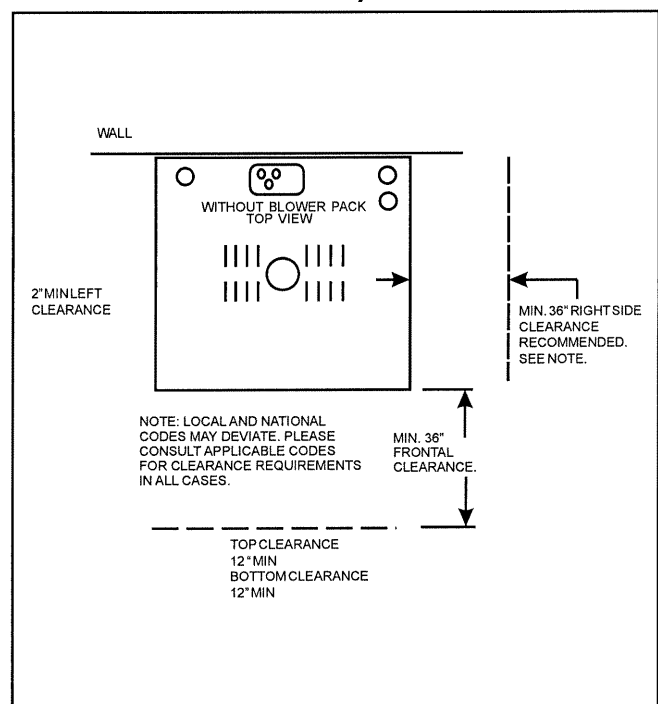 WALL
WITHOUT BLOWER PACK
TOP VIEW
2" MIN LEFT
CLEARANCE
MIN. 36" RIGHT SIDE
CLEARANCE
RECOMMENDED.
SEE NOTE.
NOTE: LOCAL AND NATIONAL
CODES MAY DEVIATE. PLEASE
CONSULT APPLICABLE CODES
FOR CLEARANCE REQUIREMENTS
IN ALL CASES.
MIN. 36"
FRONTAL
CLEARANCE.
TOP CLEARANCE
12" MIN
BOTTOM CLEARANCE
12" MIN